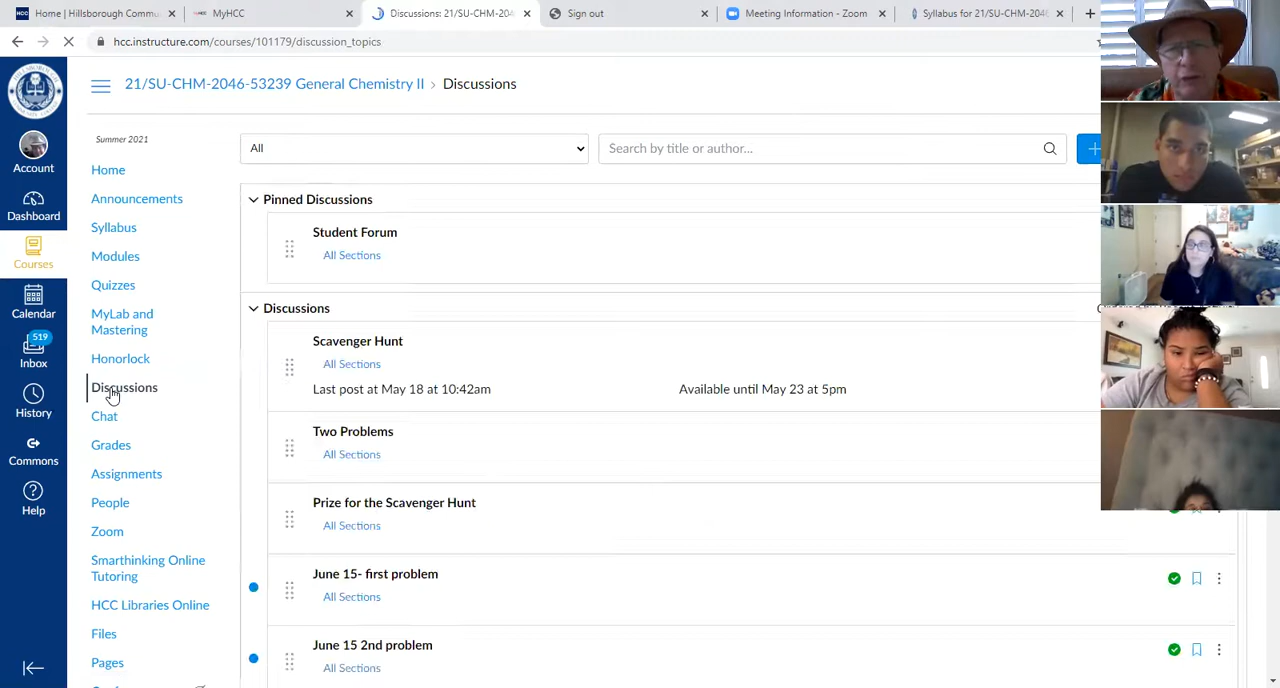 Home | Hillsborough Commu
MyHCC
Discussions: 21/SU-CHM-204
Sign out
Meeting Information - Zoom
Syllabus for 21/SU-CHM-2046
hcc.instructure.com/courses/101179/discussion_topics
21/SU-CHM-2046-53239 General Chemistry II > Discussions
Account
Dashboard
Courses
Calendar
519
Inbox
History
Commons
Help
Summer 2021
Home
Announcements
Syllabus
Modules
Quizzes
MyLab and
Mastering
Honorlock
Discussions
Chat
Grades
Assignments
People
Zoom
Smarthinking Online
Tutoring
HCC Libraries Online
Files
Pages
All
Search by title or author...
Pinned Discussions
Student Forum
All Sections
Discussions
Scavenger Hunt
All Sections
Last post at May 18 at 10:42am
Available until May 23 at 5pm
Two Problems
All Sections
Prize for the Scavenger Hunt
All Sections
June 15- first problem
All Sections
June 15 2nd problem
All Sections